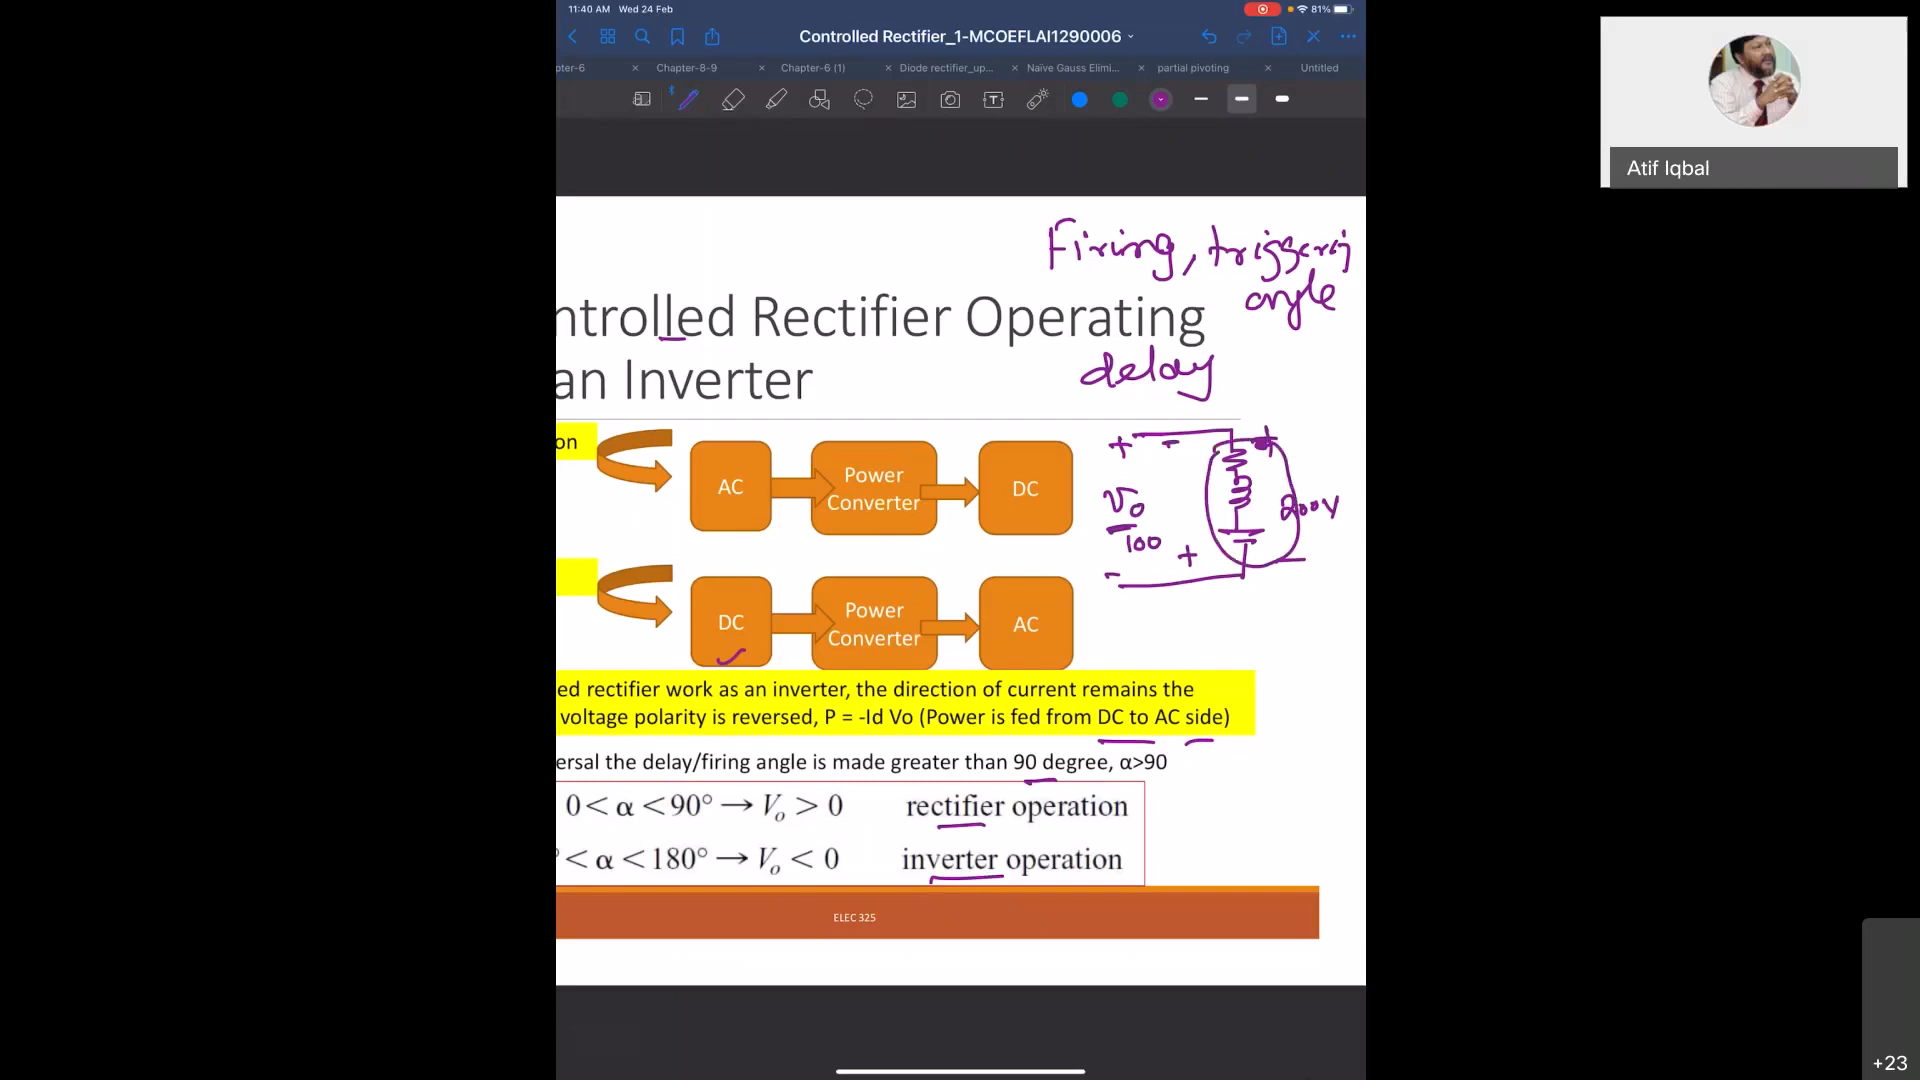 11:40 AM Wed 24 Feb
81%
Controlled Rectifier_1-MCOEFLAI1290006
pter-6
Chapter-8-9
Chapter-6 (1)
Diode rectifier_up...
Naïve Gauss Elimi...
partial pivoting
Untitled
Atif Iqbal
Firing, triggering
angle
ntrolled Rectifier Operating
delay
an Inverter
on
AC
Power
Converter
DC
+ - +
Vo
100
200V
+
-
DC
Power
Converter
AC
ed rectifier work as an inverter, the direction of current remains the
voltage polarity is reversed, P = -Id Vo (Power is fed from DC to AC side)
ersal the delay/firing angle is made greater than 90 degree, α>90
0 < α < 90° → Vo > 0 rectifier operation
° < α < 180° → Vo < 0 inverter operation
ELEC 325
+23